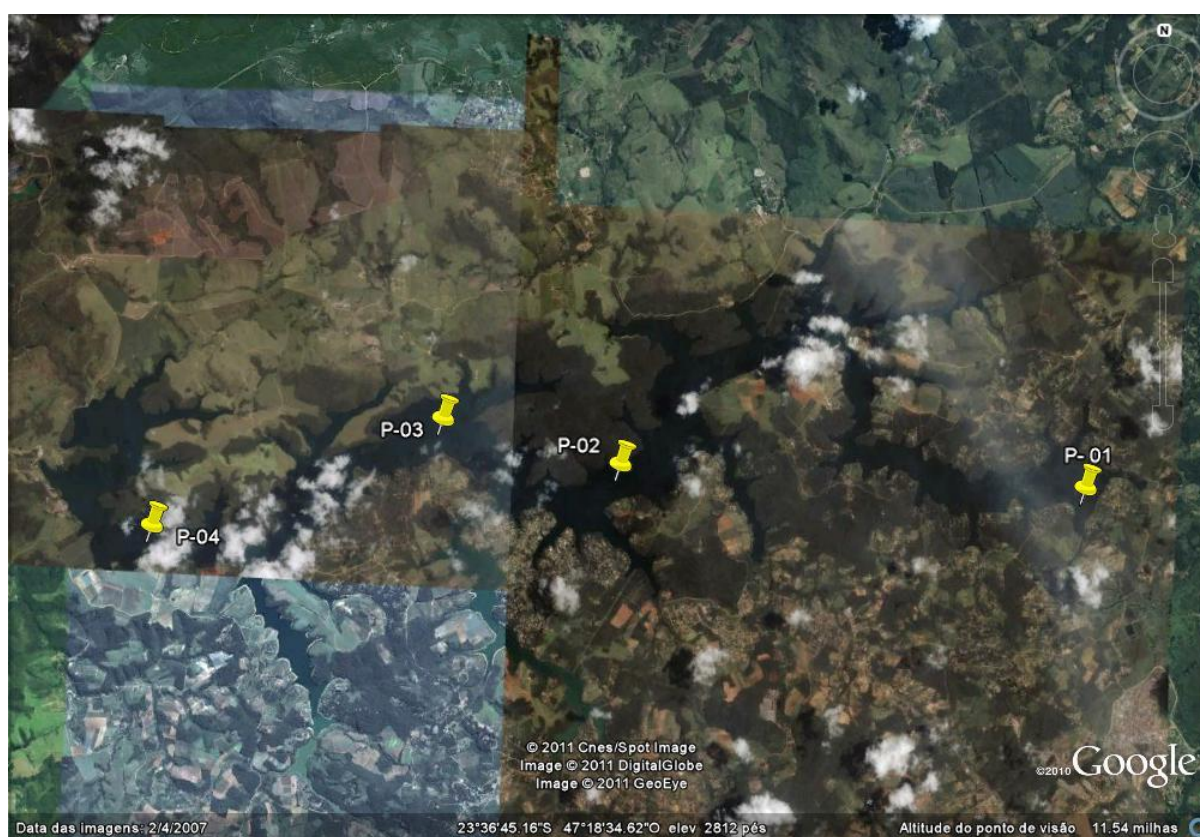 N
P-03
P-02
P- 01
P-04
© 2011 Cnes/Spot Image
Image © 2011 DigitalGlobe
Image © 2011 GeoEye
©2010 Google
Data das imagens: 2/4/2007 23°36'45.16"S 47°18'34.62"O elev 2812 pés Altitude do ponto de visão 11.54 milhas